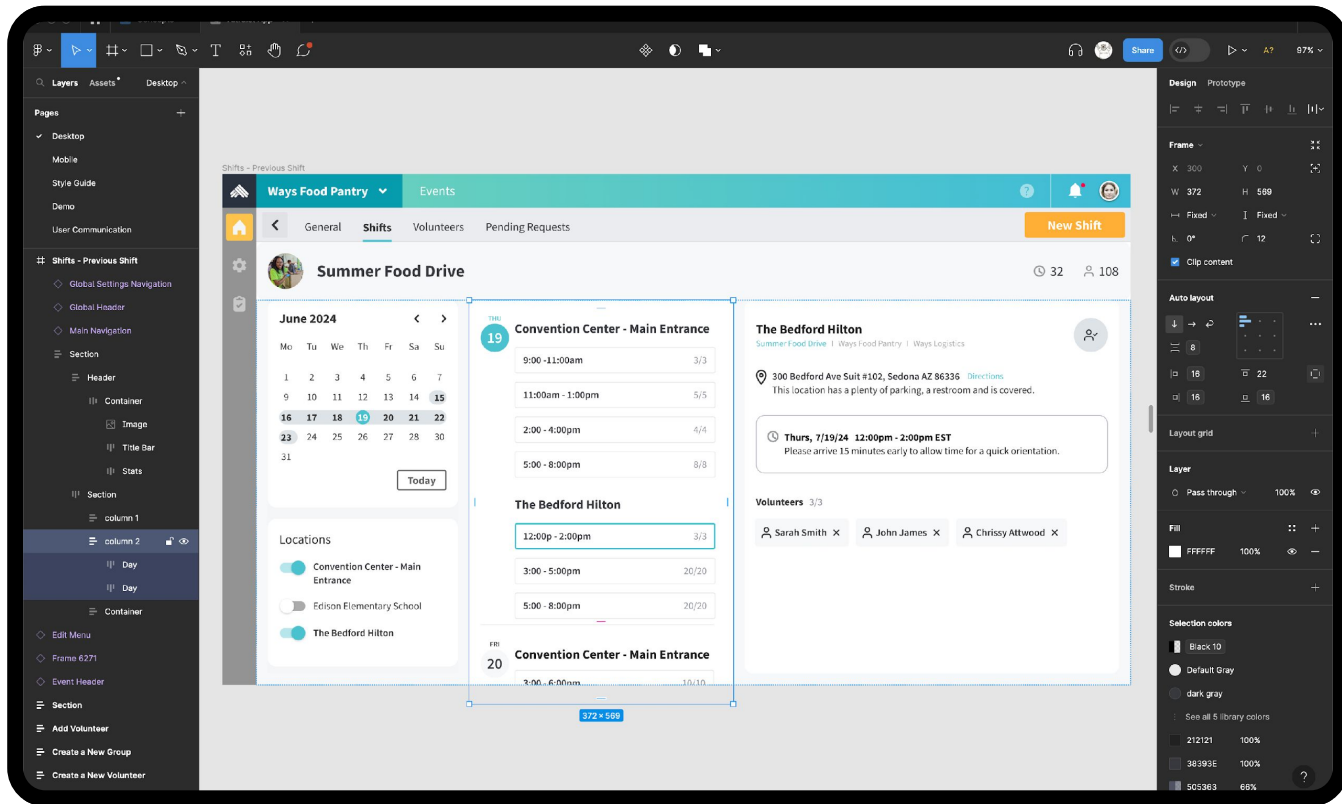 Share
A?
97%
Layers Assets Desktop
Pages
Desktop
Mobile
Style Guide
Demo
User Communication
Shifts - Previous Shift
Global Settings Navigation
Global Header
Main Navigation
Section
Header
Container
Image
Title Bar
Stats
Section
column 1
column 2
Day
Day
Container
Edit Menu
Frame 6271
Event Header
Section
Add Volunteer
Create a New Group
Create a New Volunteer
Shifts - Previous Shift
Ways Food Pantry Events
General Shifts Volunteers Pending Requests New Shift
Summer Food Drive 32 108
June 2024
Mo Tu We Th Fr Sa Su
1 2 3 4 5 6 7
9 10 11 12 13 14 15
16 17 18 19 20 21 22
23 24 25 26 27 28 30
31
Today
Locations
Convention Center - Main
Entrance
Edison Elementary School
The Bedford Hilton
THU
19
Convention Center - Main Entrance
9:00 -11:00am 3/3
11:00am - 1:00pm 5/5
2:00 - 4:00pm 4/4
5:00 - 8:00pm 8/8
The Bedford Hilton
12:00p - 2:00pm 3/3
3:00 - 5:00pm 20/20
5:00 - 8:00pm 20/20
FRI
20
Convention Center - Main Entrance
3:00 - 6:00pm 10/10
372 × 569
The Bedford Hilton
Summer Food Drive | Ways Food Pantry | Ways Logistics
300 Bedford Ave Suit #102, Sedona AZ 86336 Directions
This location has a plenty of parking, a restroom and is covered.
Thurs, 7/19/24 12:00pm - 2:00pm EST
Please arrive 15 minutes early to allow time for a quick orientation.
Volunteers 3/3
Sarah Smith John James Chrissy Attwood
Design Prototype
Frame
X 300 Y 0
W 372 H 569
Fixed Fixed
0° 12
Clip content
Auto layout
8
16 22
16 16
Layout grid
Layer
Pass through 100%
Fill
FFFFFF 100%
Stroke
Selection colors
Black 10
Default Gray
dark gray
See all 5 library colors
212121 100%
38393E 100%
505363 66%
?